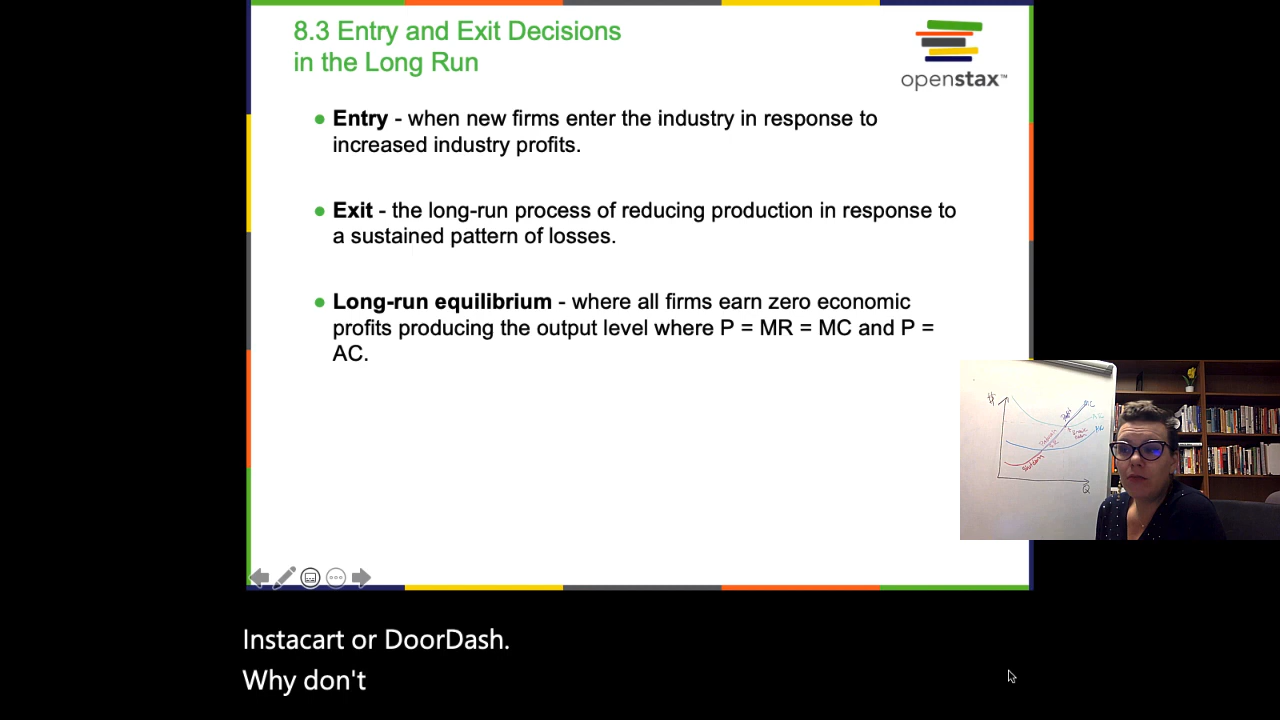 8.3 Entry and Exit Decisions
in the Long Run
openstax™
● Entry - when new firms enter the industry in response to
increased industry profits.
● Exit - the long-run process of reducing production in response to
a sustained pattern of losses.
● Long-run equilibrium - where all firms earn zero economic
profits producing the output level where P = MR = MC and P =
AC.
MC
Q
Instacart or DoorDash.
Why don't